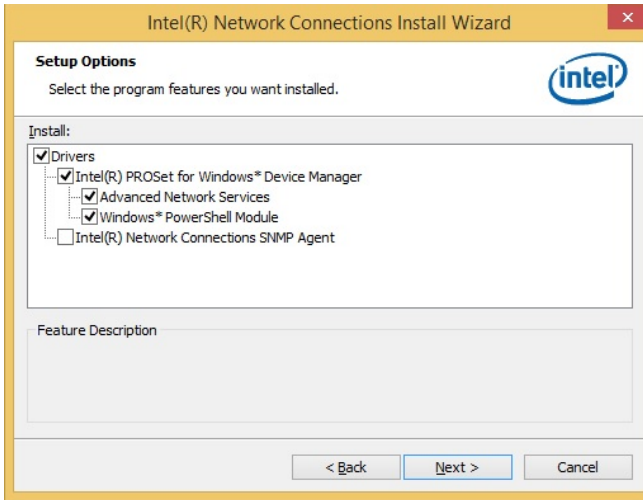 Intel(R) Network Connections Install Wizard
Setup Options
Select the program features you want installed.
intel
Install:
Drivers
Intel(R) PROSet for Windows* Device Manager
Advanced Network Services
Windows* PowerShell Module
Intel(R) Network Connections SNMP Agent
Feature Description
< Back
Next >
Cancel